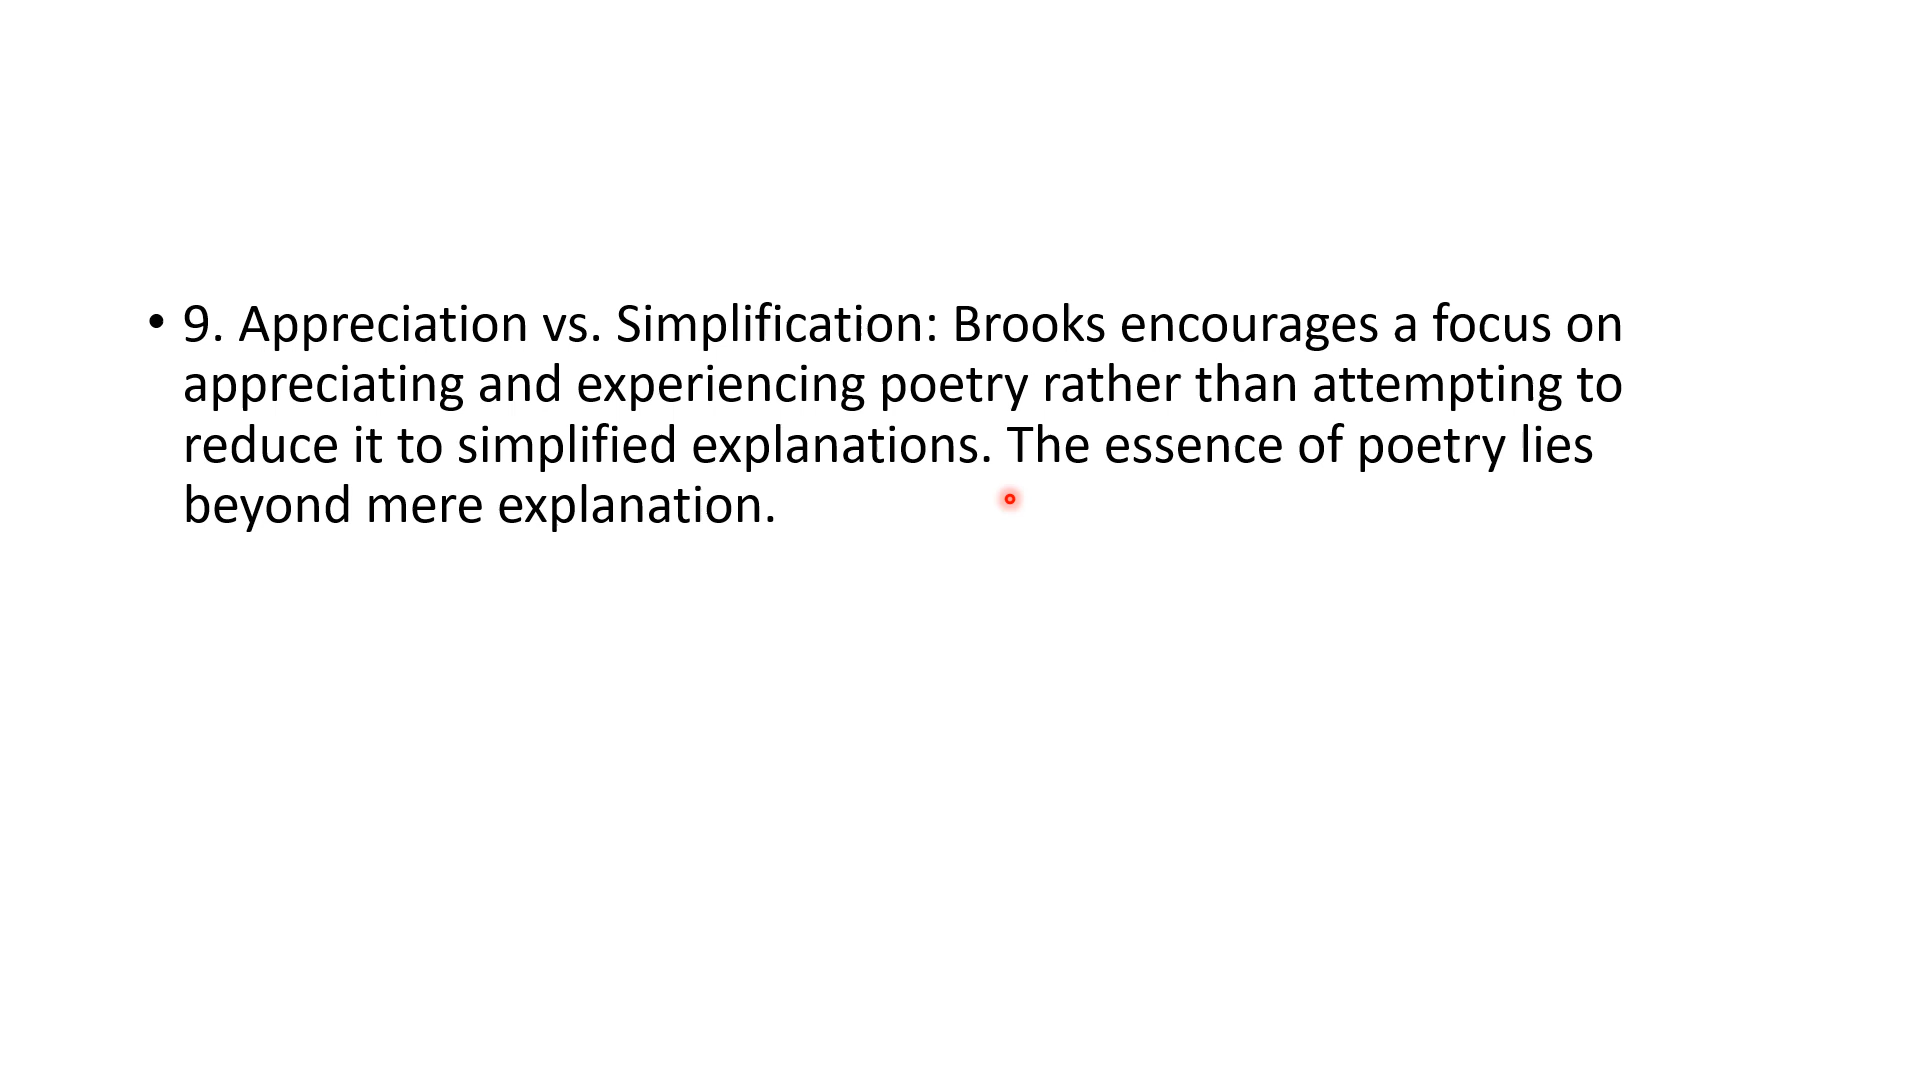 • 9. Appreciation vs. Simplification: Brooks encourages a focus on
appreciating and experiencing poetry rather than attempting to
reduce it to simplified explanations. The essence of poetry lies
beyond mere explanation.